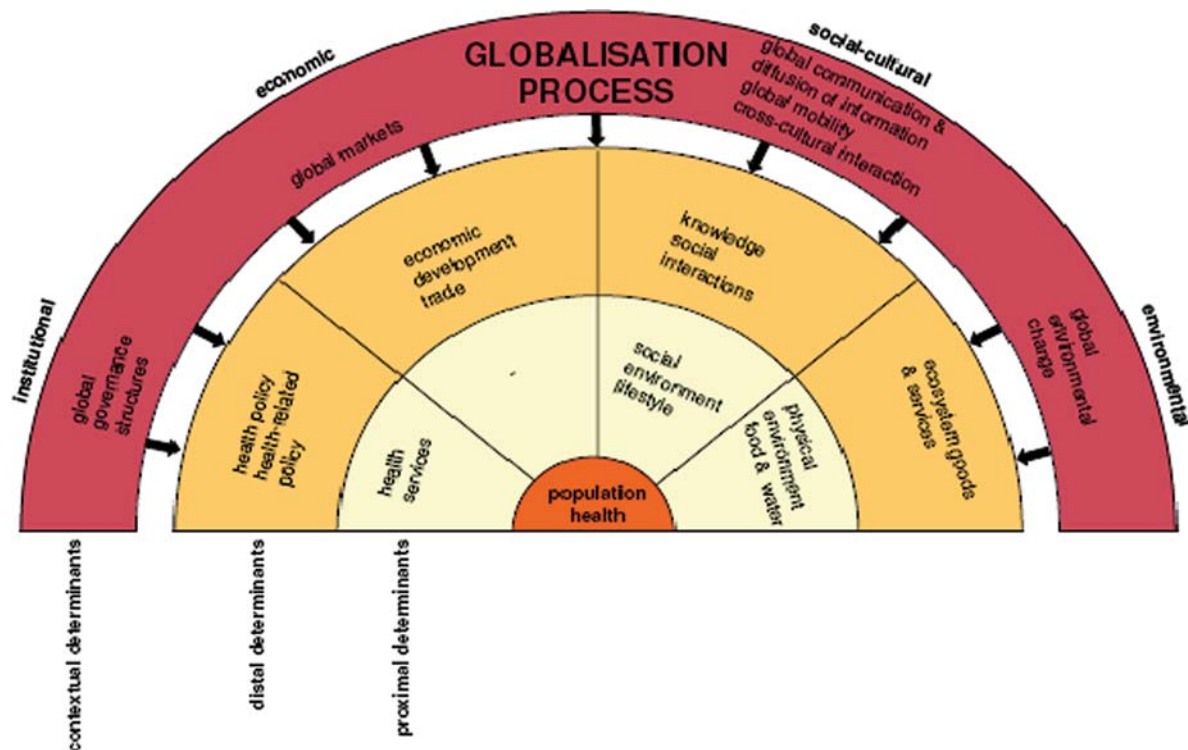 GLOBALISATION
PROCESS
institutional
economic
social-cultural
environmental
global
governance
structures
global markets
global communication &
diffusion of information
global mobility
cross-cultural interaction
global
environmental
change
health policy
health-related
policy
economic
development
trade
knowledge
social
interactions
ecosystem goods
& services
health
services
social
environment
lifestyle
physical
environment
food & water
population
health
contextual determinants
distal determinants
proximal determinants